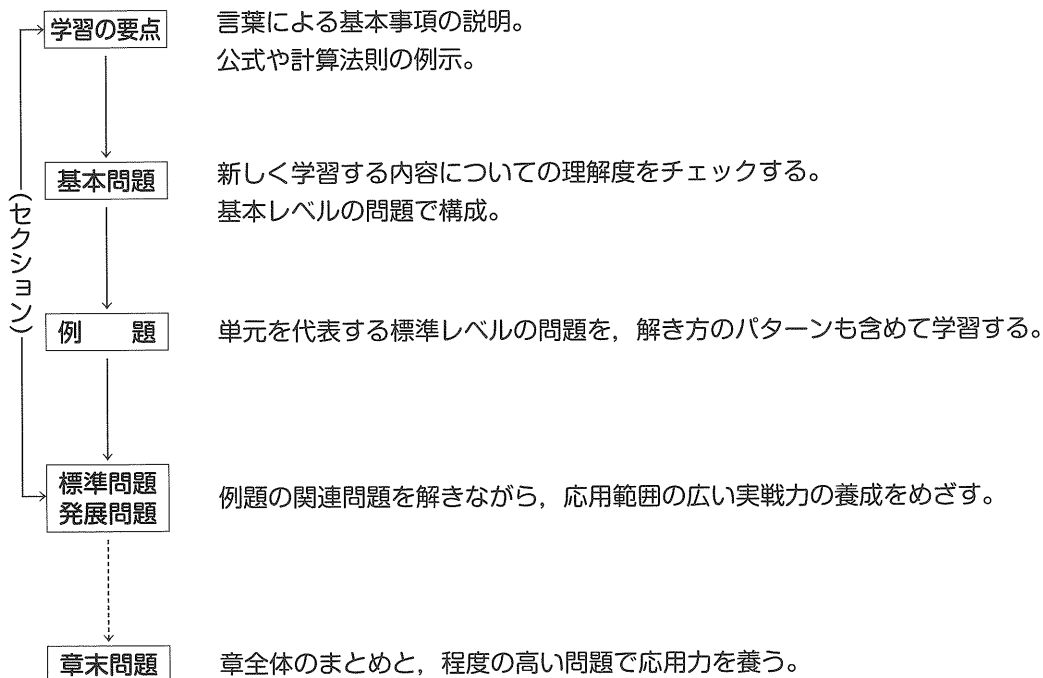 学習の要点
言葉による基本事項の説明。
公式や計算法則の例示。
基本問題
新しく学習する内容についての理解度をチェックする。
基本レベルの問題で構成。
(セクション)
例　題
単元を代表する標準レベルの問題を，解き方のパターンも含めて学習する。
標準問題
発展問題
例題の関連問題を解きながら，応用範囲の広い実戦力の養成をめざす。
章末問題
章全体のまとめと，程度の高い問題で応用力を養う。